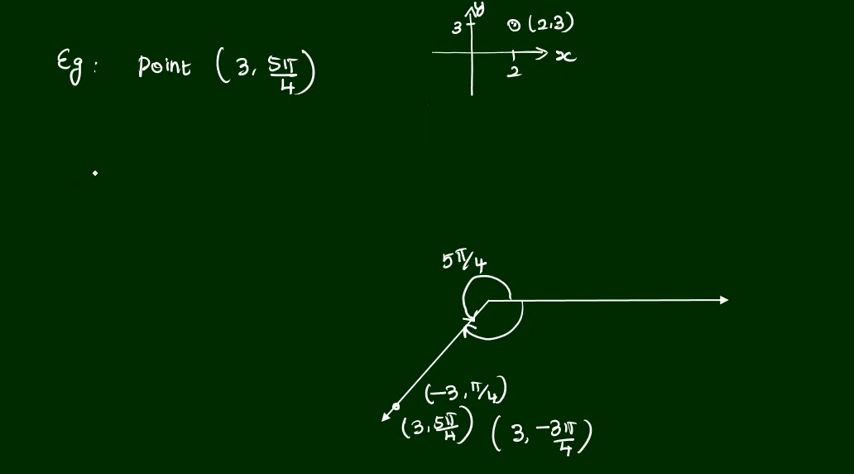 y
3
(2,3)
x
2
Eg: Point (3, 5π/4)
5π/4
(-3, π/4)
(3, 5π/4) (3, -3π/4)